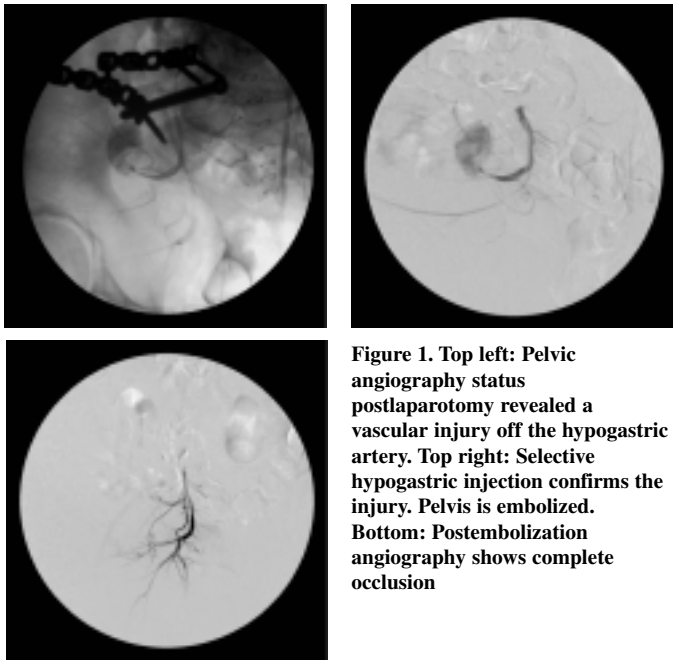 Figure 1. Top left: Pelvic
angiography status
postlaparotomy revealed a
vascular injury off the hypogastric
artery. Top right: Selective
hypogastric injection confirms the
injury. Pelvis is embolized.
Bottom: Postembolization
angiography shows complete
occlusion